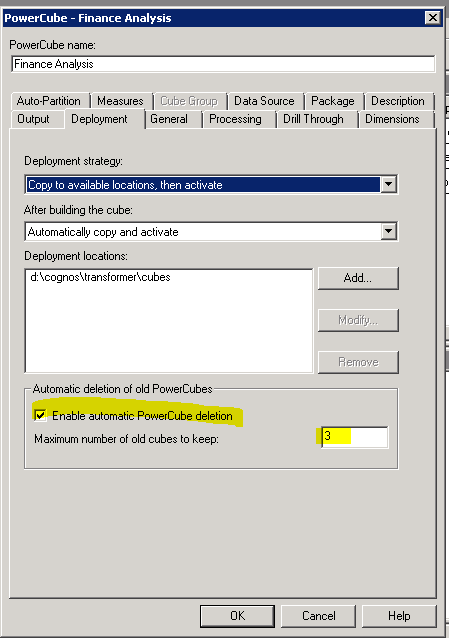 PowerCube - Finance Analysis
PowerCube name:
Finance Analysis
Auto-Partition Measures Cube Group Data Source Package Description
Output Deployment General Processing Drill Through Dimensions
Deployment strategy:
Copy to available locations, then activate
After building the cube:
Automatically copy and activate
Deployment locations:
d:\cognos\transformer\cubes
Add...
Modify...
Remove
Automatic deletion of old PowerCubes
Enable automatic PowerCube deletion
Maximum number of old cubes to keep: 3
OK Cancel Help